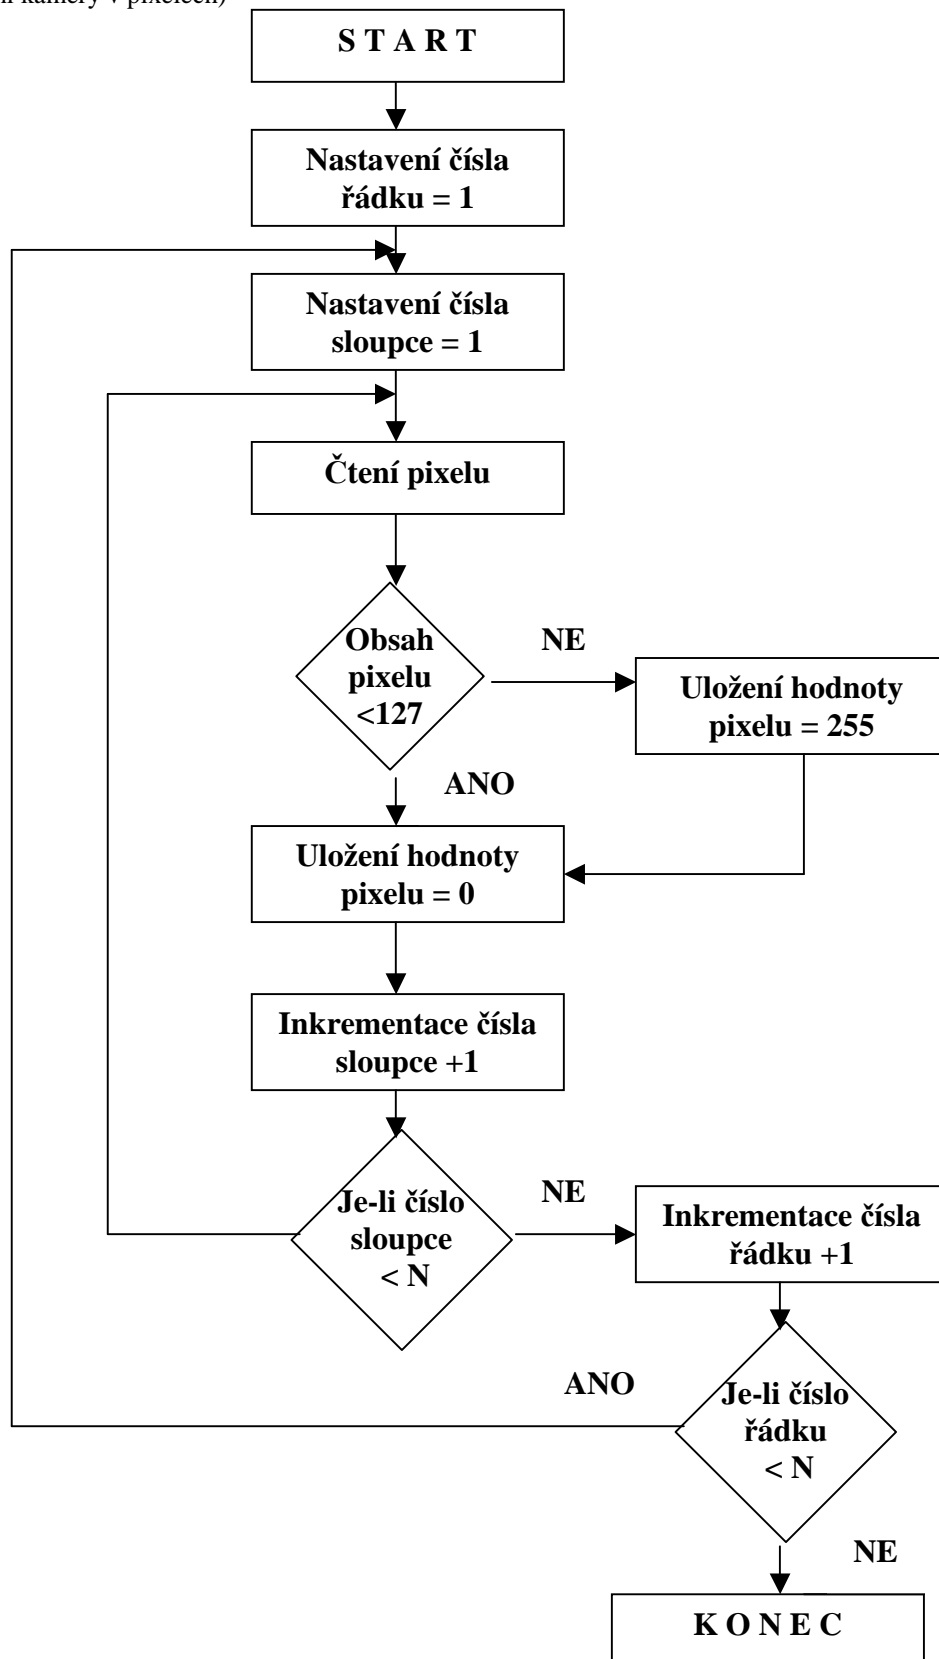 kamery v pixelech)
S T A R T
Nastavení čísla
řádku = 1
Nastavení čísla
sloupce = 1
Čtení pixelu
Obsah
pixelu
<127
NE
Uložení hodnoty
pixelu = 255
ANO
Uložení hodnoty
pixelu = 0
Inkrementace čísla
sloupce +1
Je-li číslo
sloupce
< N
NE
Inkrementace čísla
řádku +1
ANO
Je-li číslo
řádku
< N
NE
K O N E C